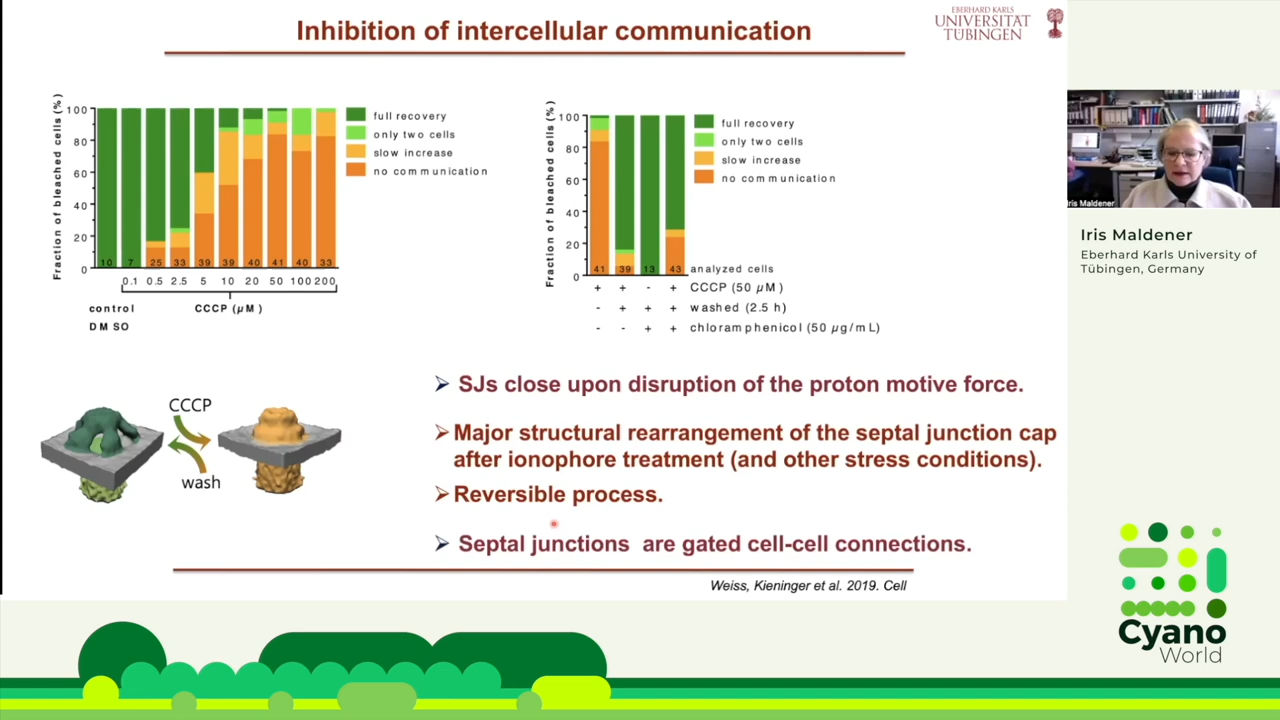 Inhibition of intercellular communication
EBERHARD KARLS
UNIVERSITÄT
TÜBINGEN
Fraction of bleached cells (%)
100
80
60
40
20
0
10 7 25 33 39 39 40 41 40 33
0.1 0.5 2.5 5 10 20 50 100 200
control
DMSO
CCCP (µM)
full recovery
only two cells
slow increase
no communication
Fraction of bleached cells (%)
100
80
60
40
20
0
41 39 13 43 analyzed cells
+ + - + CCCP (50 µM)
- + + + washed (2.5 h)
- - + + chloramphenicol (50 µg/mL)
full recovery
only two cells
slow increase
no communication
CCCP
wash
➢ SJs close upon disruption of the proton motive force.
➢ Major structural rearrangement of the septal junction cap
after ionophore treatment (and other stress conditions).
➢ Reversible process.
➢ Septal junctions are gated cell-cell connections.
Weiss, Kieninger et al. 2019. Cell
Iris Maldener
Iris Maldener
Eberhard Karls University of
Tübingen, Germany
Cyano
World